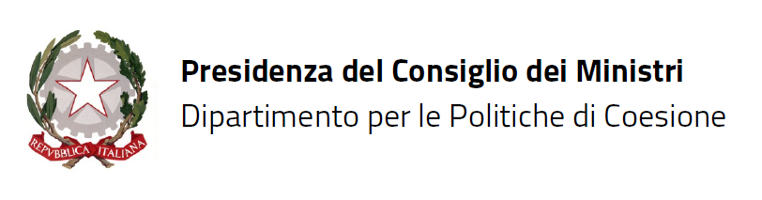 Presidenza del Consiglio dei Ministri
Dipartimento per le Politiche di Coesione
REPVBBLICA ITALIANA